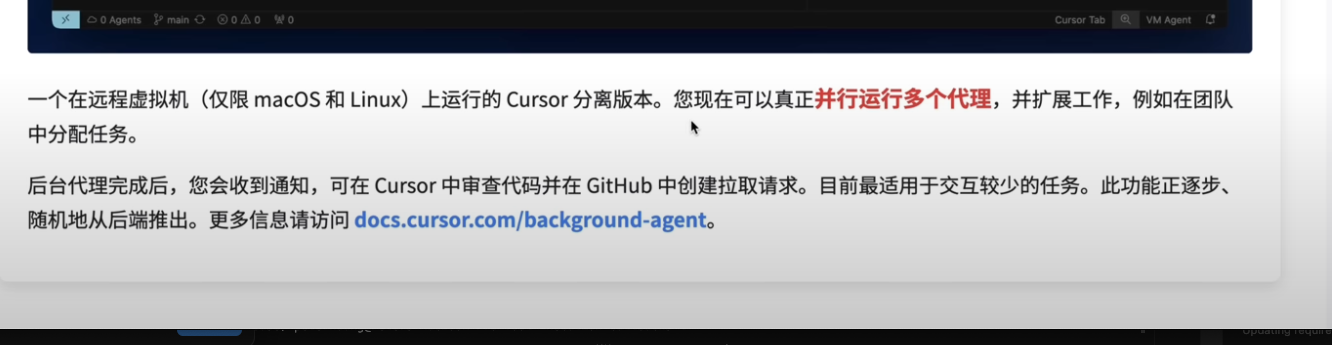 0 Agents main 0 0 0 Cursor Tab VM Agent
一个在远程虚拟机（仅限 macOS 和 Linux）上运行的 Cursor 分离版本。您现在可以真正并行运行多个代理，并扩展工作，例如在团队
中分配任务。
后台代理完成后，您会收到通知，可在 Cursor 中审查代码并在 GitHub 中创建拉取请求。目前最适用于交互较少的任务。此功能正逐步、
随机地从后端推出。更多信息请访问 docs.cursor.com/background-agent。